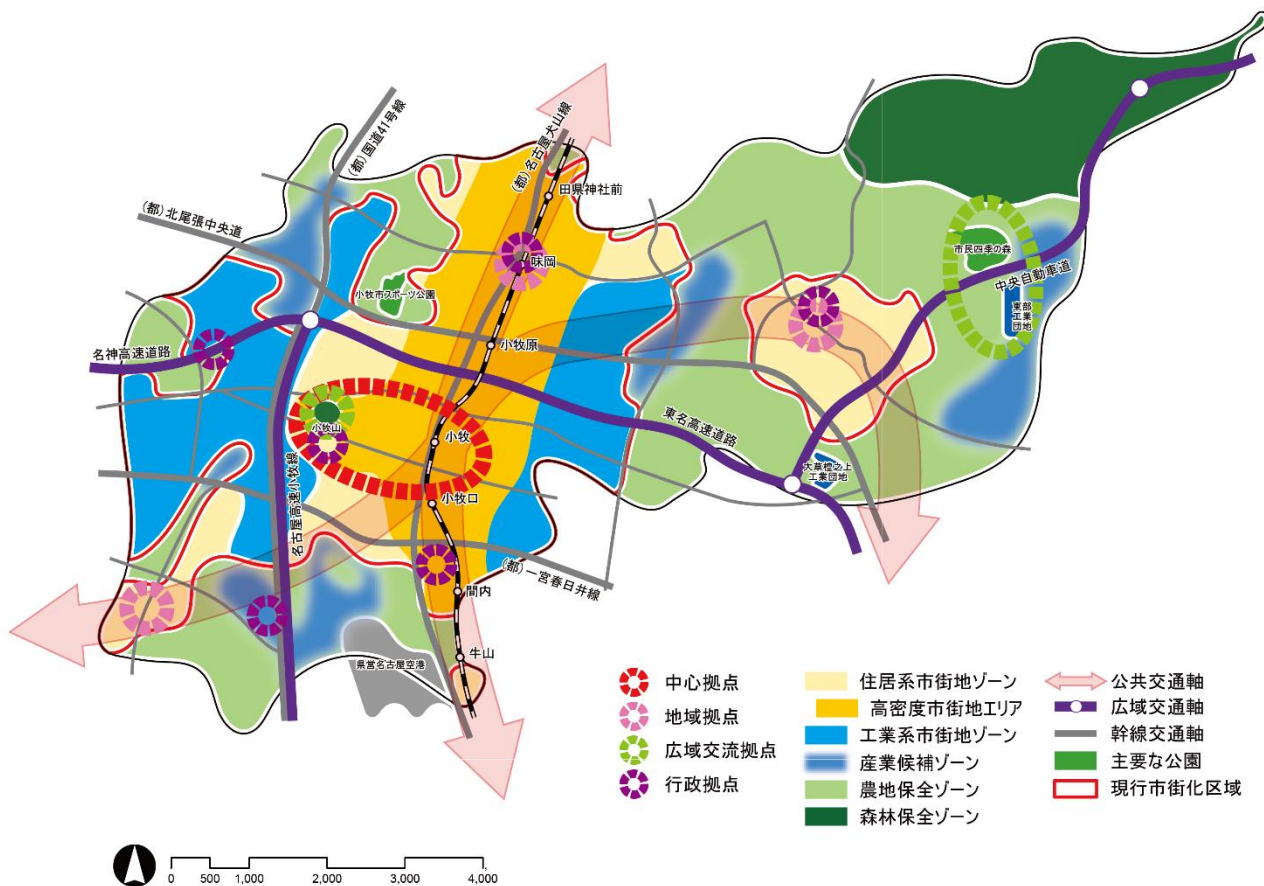 (都)国道41号線
(都)名古屋犬山線
田県神社前
(都)北尾張中央道
味岡
市民四季の森
中央自動車道
小牧市スポーツ公園
東部
工業
団地
小牧原
名神高速道路
東名高速道路
小牧山
小牧
大草檀之上
工業団地
小牧口
名古屋高速小牧線
(都)一宮春日井線
間内
牛山
県営名古屋空港
中心拠点
地域拠点
広域交流拠点
行政拠点
住居系市街地ゾーン
高密度市街地エリア
工業系市街地ゾーン
産業候補ゾーン
農地保全ゾーン
森林保全ゾーン
公共交通軸
広域交通軸
幹線交通軸
主要な公園
現行市街化区域
0 500 1,000 2,000 3,000 4,000